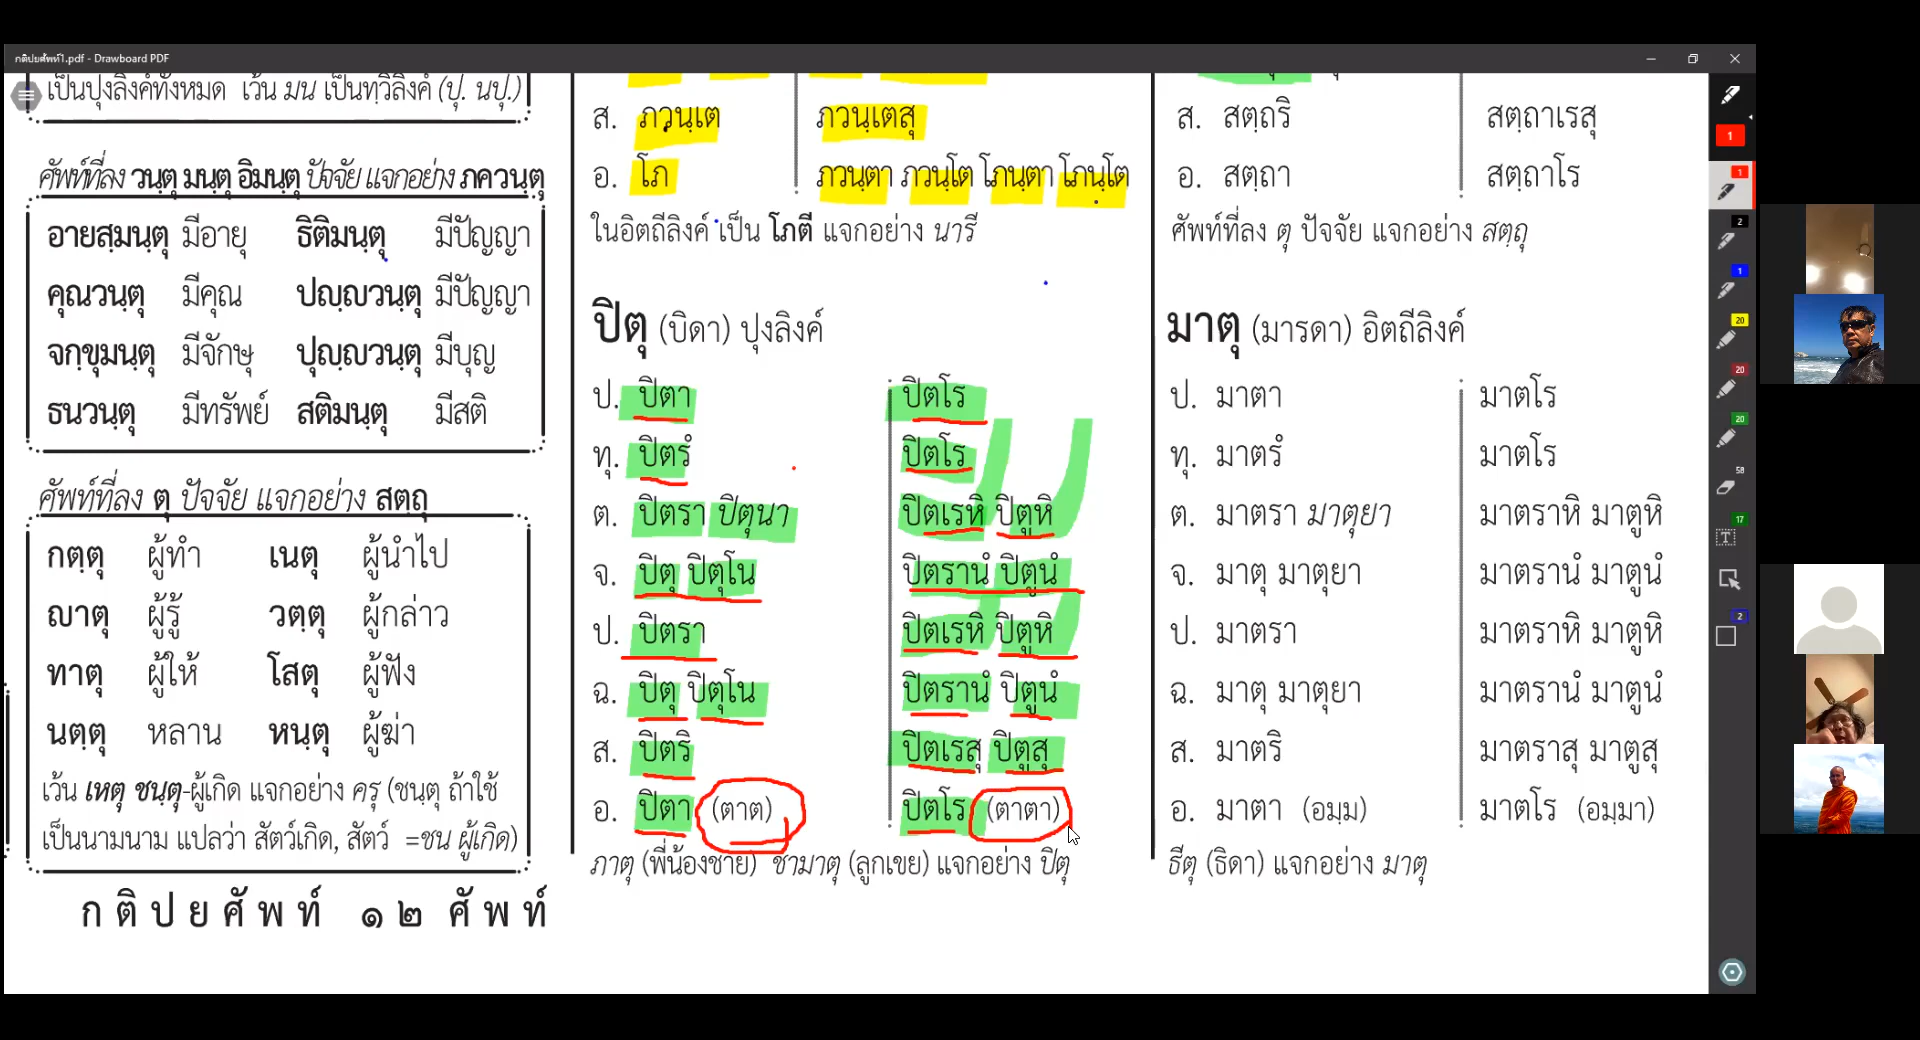 กติปยศัพท์1.pdf - Drawboard PDF
เป็นปุงลิงค์ทั้งหมด เว้น มน เป็นทฺวิลิงค์ (ปุ. นปุ.)
ศัพท์ที่ลง วนฺตุ มนฺตุ อิมนฺตุ ปัจจัย แจกอย่าง ภควนฺตุ
อายสฺมนฺตุ มีอายุ ธิติมนฺตุ มีปัญญา
คุณวนฺตุ มีคุณ ปญฺญวนฺตุ มีปัญญา
จกฺขุมนฺตุ มีจักษุ ปุญฺญวนฺตุ มีบุญ
ธนวนฺตุ มีทรัพย์ สติมนฺตุ มีสติ
ศัพท์ที่ลง ตุ ปัจจัย แจกอย่าง สตฺถุ
กตฺตุ ผู้ทำ เนตุ ผู้นำไป
ญาตุ ผู้รู้ วตฺตุ ผู้กล่าว
ทาตุ ผู้ให้ โสตุ ผู้ฟัง
นตฺตุ หลาน หนฺตุ ผู้ฆ่า
เว้น เหตุ ชนฺตุ-ผู้เกิด แจกอย่าง ครุ (ชนฺตุ ถ้าใช้
เป็นนามนาม แปลว่า สัตว์เกิด, สัตว์ =ชน ผู้เกิด)
กติปยศัพท์ ๑๒ ศัพท์
ส. ภวนฺเต ภวนฺเตสุ
อ. โภ ภวนฺตา ภวนฺโต โภนฺตา โภนฺโต
ในอิตถีลิงค์ เป็น โภตี แจกอย่าง นารี
ปิตุ (บิดา) ปุงลิงค์
ป. ปิตา ปิตโร
ทุ. ปิตรํ ปิตโร
ต. ปิตรา ปิตุนา ปิตเรหิ ปิตูหิ
จ. ปิตุ ปิตุโน ปิตรานํ ปิตูนํ
ป. ปิตรา ปิตเรหิ ปิตูหิ
ฉ. ปิตุ ปิตุโน ปิตรานํ ปิตูนํ
ส. ปิตริ ปิตเรสุ ปิตูสุ
อ. ปิตา (ตาต) ปิตโร (ตาตา)
ภาตุ (พี่น้องชาย) ชามาตุ (ลูกเขย) แจกอย่าง ปิตุ
ส. สตฺถริ สตฺถาเรสุ
อ. สตฺถา สตฺถาโร
ศัพท์ที่ลง ตุ ปัจจัย แจกอย่าง สตฺถุ
มาตุ (มารดา) อิตถีลิงค์
ป. มาตา มาตโร
ทุ. มาตรํ มาตโร
ต. มาตรา มาตุยา มาตราหิ มาตูหิ
จ. มาตุ มาตุยา มาตรานํ มาตูนํ
ป. มาตรา มาตราหิ มาตูหิ
ฉ. มาตุ มาตุยา มาตรานํ มาตูนํ
ส. มาตริ มาตราสุ มาตูสุ
อ. มาตา (อมฺม) มาตโร (อมฺมา)
ธีตุ (ธิดา) แจกอย่าง มาตุ
1
1
2
1
20
20
20
58
17
2